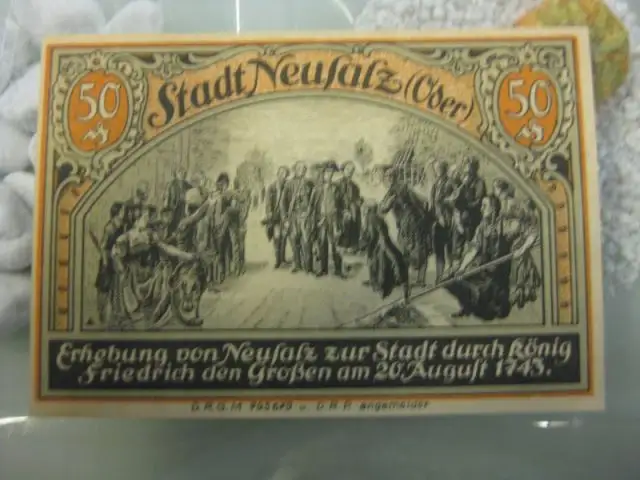 50 Stadt Neusalz (Oder) 50
₰ ₰
Erhebung von Neusalz zur Stadt durch König
Friedrich den Großen am 20. August 1743.
D.R.G.M. u. D.R.P. angemeldet